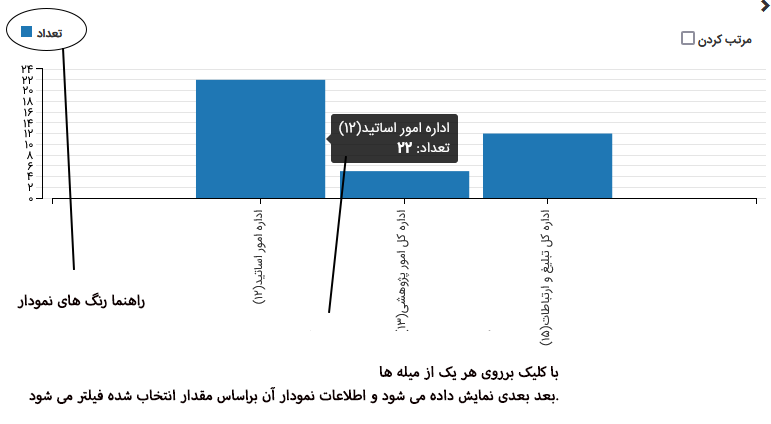 تعداد
مرتب کردن
۲۴
۲۲
۲۰
۱۸
۱۶
۱۴
۱۲
۱۰
۸
۶
۴
۲
۰
اداره امور اساتید(۱۲)
تعداد: ۲۲
اداره امور اساتید(۱۲)
اداره کل امور پژوهشی(۱۳)
اداره کل تبلیغ و ارتباطات(۱۵)
راهنما رنگ های نمودار
با کلیک برروی هر یک از میله ها
بعد بعدی نمایش داده می شود و اطلاعات نمودار آن براساس مقدار انتخاب شده فیلتر می شود.